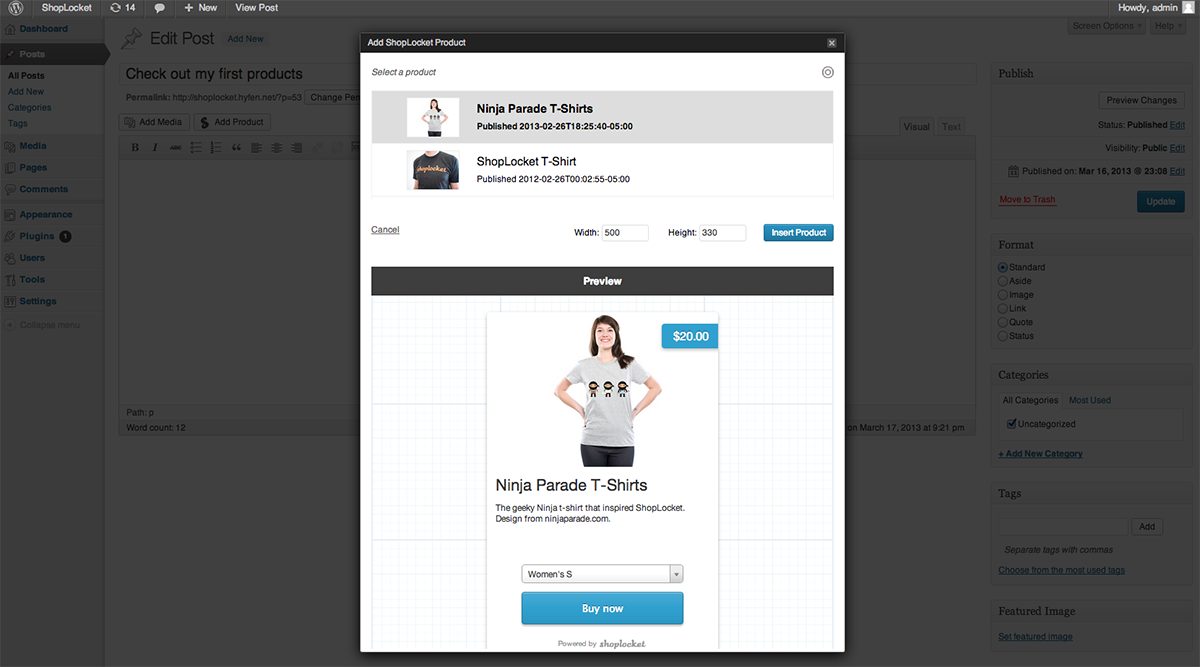 ShopLocket
14
New
View Post
Howdy, admin
Dashboard
Posts
All Posts
Add New
Categories
Tags
Media
Pages
Comments
Appearance
Plugins 1
Users
Tools
Settings
Collapse menu
Edit Post
Add New
Screen Options
Help
Check out my first products
Permalink: http://shoplocket.hyfen.net/?p=53
Change Per
Add Media
$ Add Product
Visual
Text
B I ABC
Path: p
Word count: 12
on March 17, 2013 at 9:21 pm
Add ShopLocket Product
Select a product
Ninja Parade T-Shirts
Published 2013-02-26T18:25:40-05:00
shoplocket
ShopLocket T-Shirt
Published 2012-02-26T00:02:55-05:00
Cancel
Width: 500
Height: 330
Insert Product
Preview
$20.00
Ninja Parade T-Shirts
The geeky Ninja t-shirt that inspired ShopLocket.
Design from ninjaparade.com.
Women's S
Buy now
Powered by shoplocket
Publish
Preview Changes
Status: Published Edit
Visibility: Public Edit
Published on: Mar 16, 2013 @ 23:08 Edit
Move to Trash
Update
Format
Standard
Aside
Image
Link
Quote
Status
Categories
All Categories
Most Used
Uncategorized
+ Add New Category
Tags
Add
Separate tags with commas
Choose from the most used tags
Featured Image
Set featured image